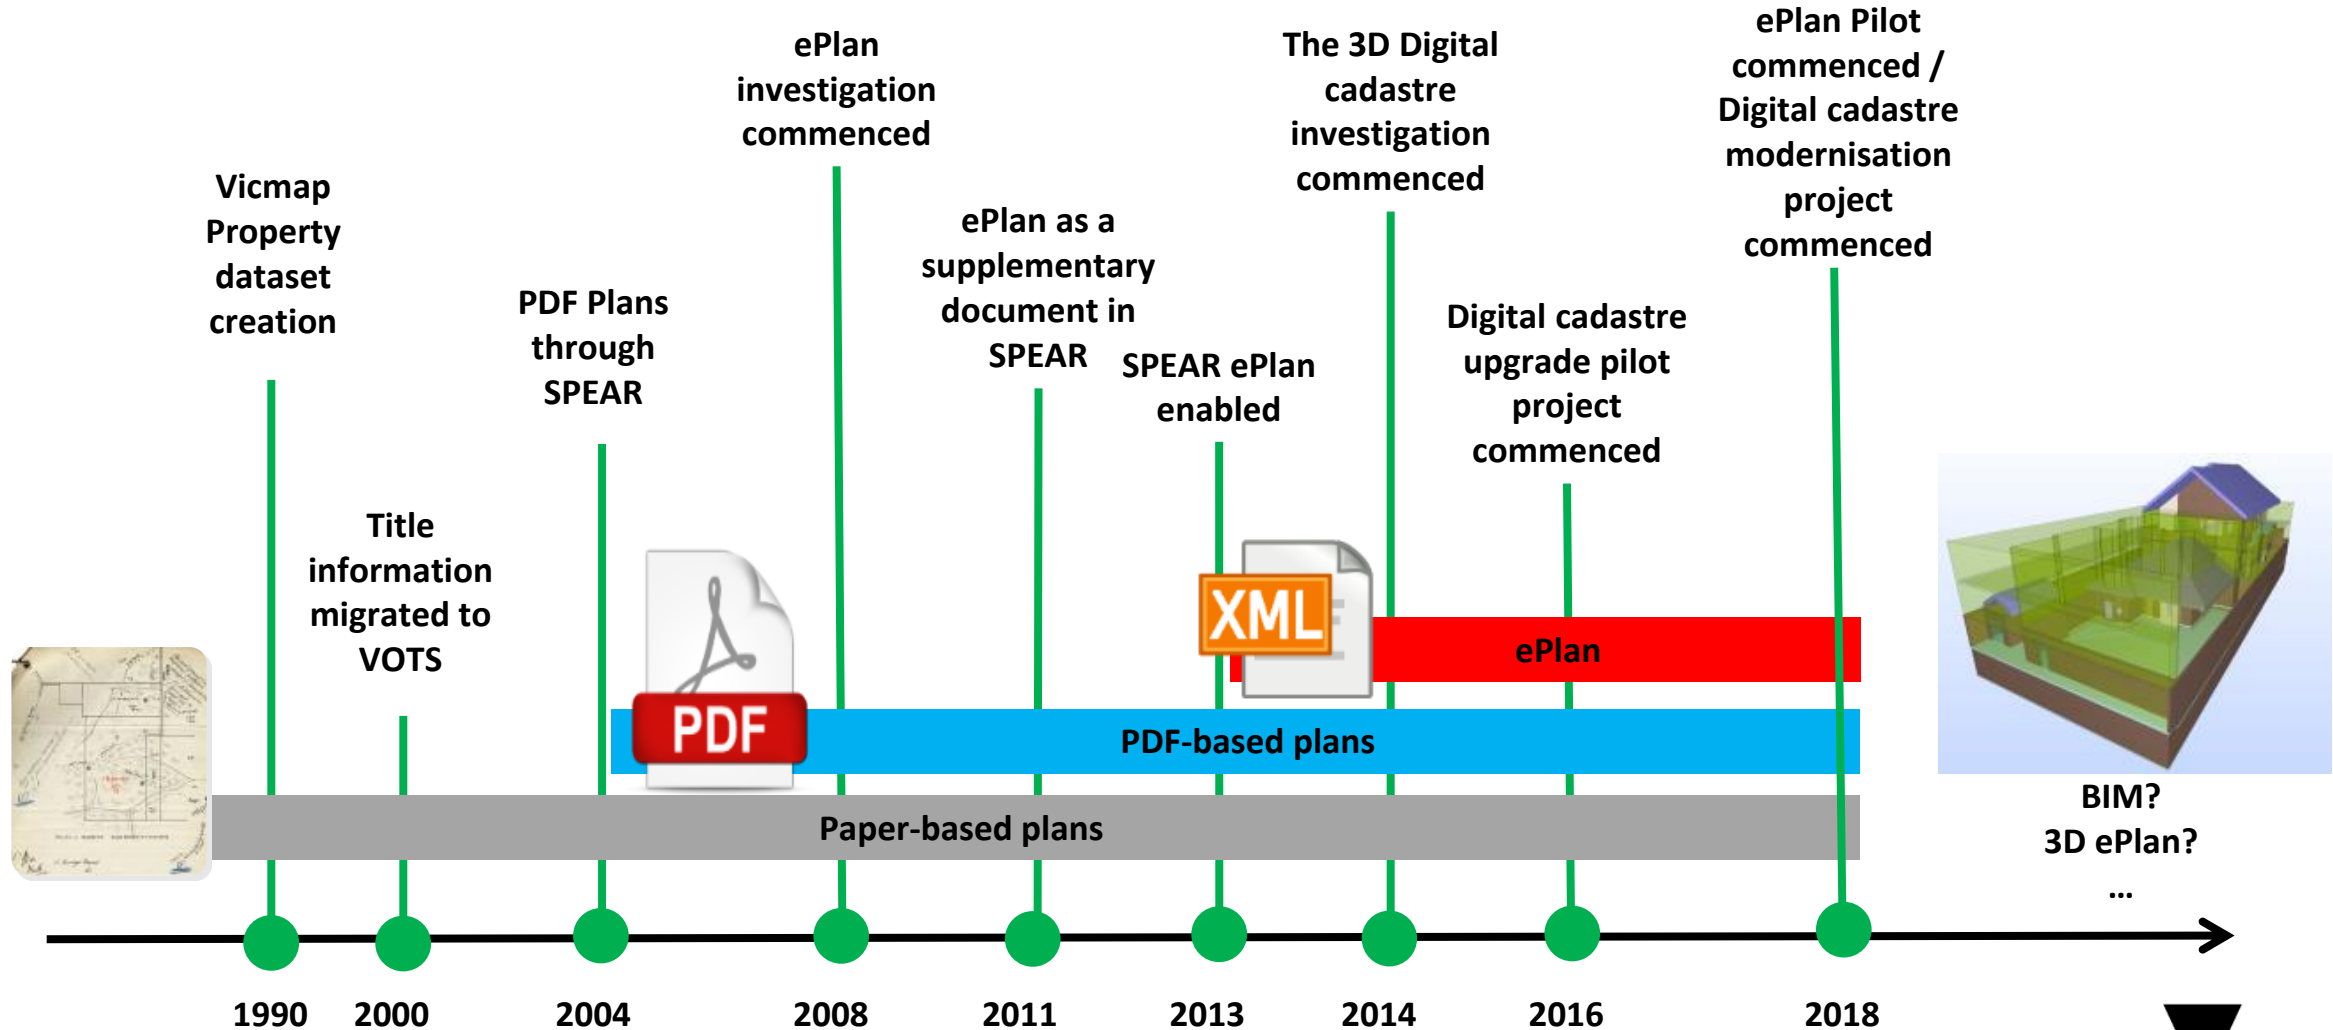 Vicmap
Property
dataset
creation
Title
information
migrated to
VOTS
PDF Plans
through
SPEAR
ePlan
investigation
commenced
ePlan as a
supplementary
document in
SPEAR
SPEAR ePlan
enabled
The 3D Digital
cadastre
investigation
commenced
Digital cadastre
upgrade pilot
project
commenced
ePlan Pilot
commenced /
Digital cadastre
modernisation
project
commenced
XML
ePlan
PDF
PDF-based plans
Paper-based plans
BIM?
3D ePlan?
...
1990
2000
2004
2008
2011
2013
2014
2016
2018